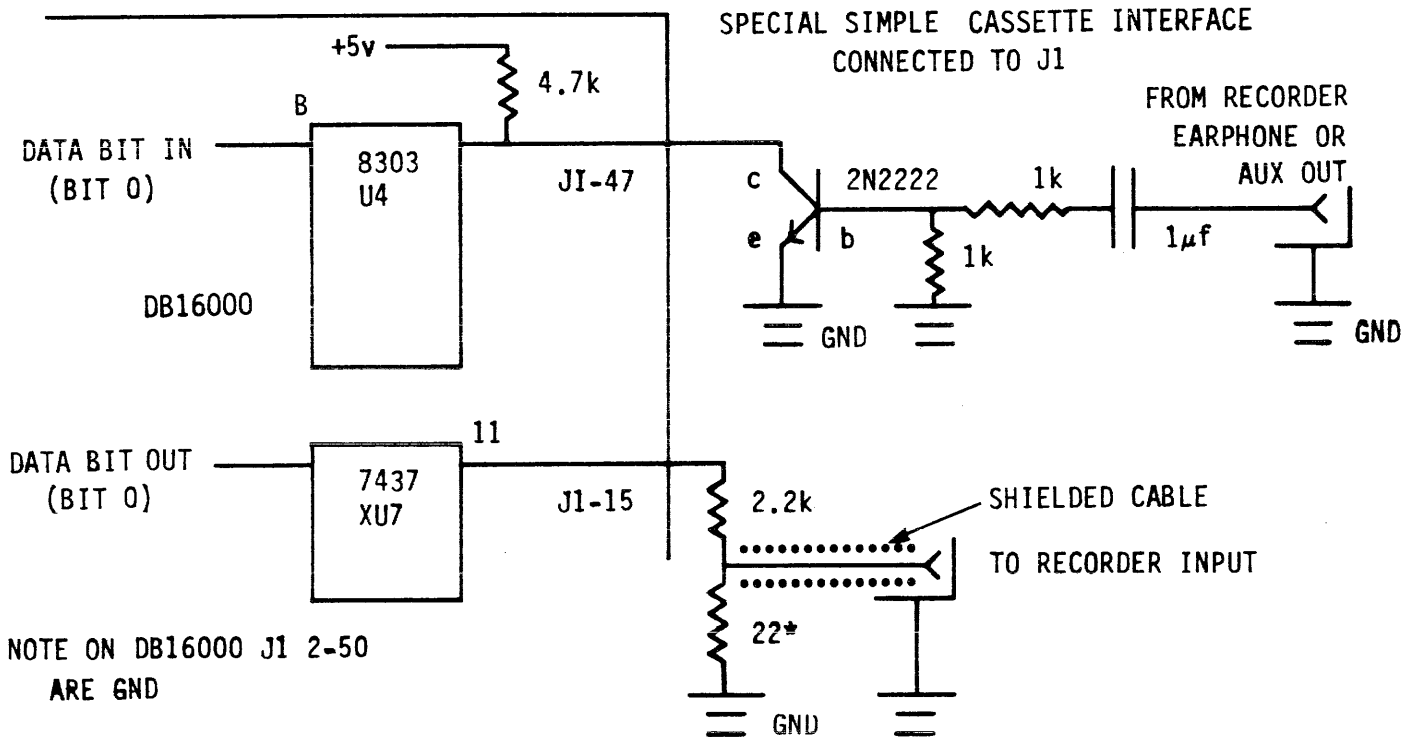 SPECIAL SIMPLE CASSETTE INTERFACE
CONNECTED TO J1
+5v
4.7k
B
DATA BIT IN
(BIT 0)
8303
U4
JI-47
DB16000
c
e
b
2N2222
1k
1k
1µf
FROM RECORDER
EARPHONE OR
AUX OUT
GND
GND
DATA BIT OUT
(BIT 0)
7437
XU7
11
J1-15
2.2k
SHIELDED CABLE
TO RECORDER INPUT
22*
GND
NOTE ON DB16000 J1 2-50
ARE GND